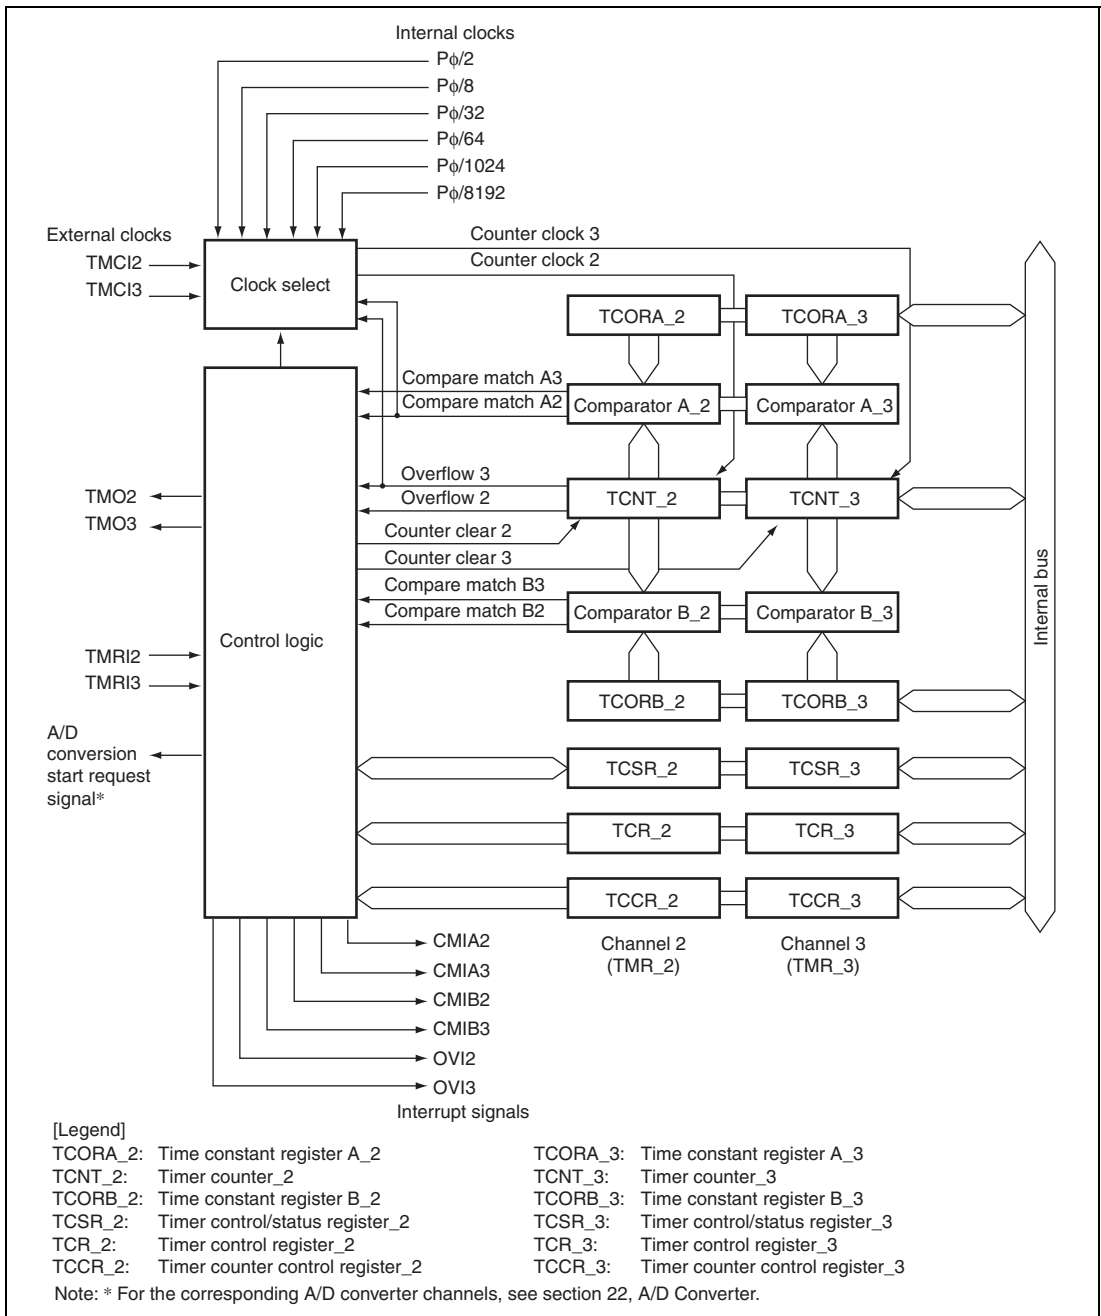 Internal clocks
Pϕ/2
Pϕ/8
Pϕ/32
Pϕ/64
Pϕ/1024
Pϕ/8192
External clocks
TMCI2
TMCI3
Clock select
Counter clock 3
Counter clock 2
TCORA_2
TCORA_3
Compare match A3
Compare match A2
Comparator A_2
Comparator A_3
Overflow 3
Overflow 2
TCNT_2
TCNT_3
TMO2
TMO3
Counter clear 2
Counter clear 3
Compare match B3
Compare match B2
Comparator B_2
Comparator B_3
Control logic
Internal bus
TMRI2
TMRI3
TCORB_2
TCORB_3
A/D
conversion
start request
signal*
TCSR_2
TCSR_3
TCR_2
TCR_3
TCCR_2
TCCR_3
Channel 2
(TMR_2)
Channel 3
(TMR_3)
CMIA2
CMIA3
CMIB2
CMIB3
OVI2
OVI3
Interrupt signals
[Legend]
TCORA_2: Time constant register A_2
TCNT_2: Timer counter_2
TCORB_2: Time constant register B_2
TCSR_2: Timer control/status register_2
TCR_2: Timer control register_2
TCCR_2: Timer counter control register_2
TCORA_3: Time constant register A_3
TCNT_3: Timer counter_3
TCORB_3: Time constant register B_3
TCSR_3: Timer control/status register_3
TCR_3: Timer control register_3
TCCR_3: Timer counter control register_3
Note: * For the corresponding A/D converter channels, see section 22, A/D Converter.